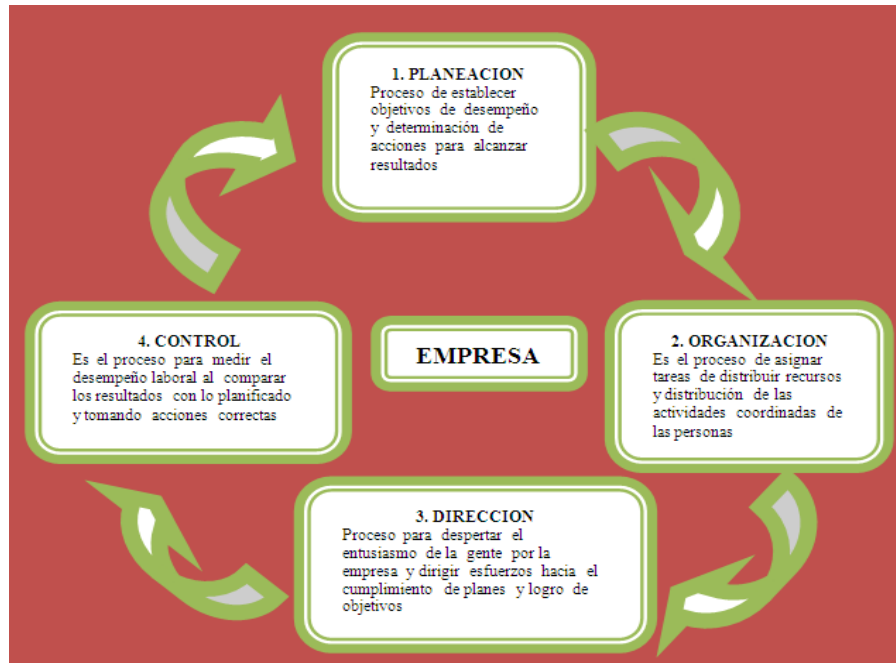 1. PLANEACION
Proceso de establecer
objetivos de desempeño
y determinación de
acciones para alcanzar
resultados
4. CONTROL
Es el proceso para medir el
desempeño laboral al comparar
los resultados con lo planificado
y tomando acciones correctas
EMPRESA
2. ORGANIZACION
Es el proceso de asignar
tareas de distribuir recursos
y distribución de las
actividades coordinadas de
las personas
3. DIRECCION
Proceso para despertar el
entusiasmo de la gente por la
empresa y dirigir esfuerzos hacia el
cumplimiento de planes y logro de
objetivos